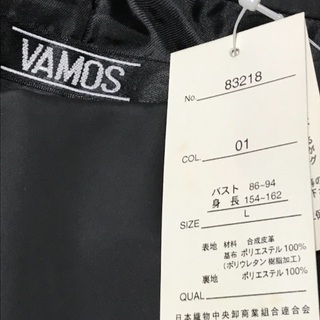 VAMOS
No. 83218
COL. 01
バスト 86~94
身長 154~162
SIZE L
表地 材料 合成皮革
基布 ポリエステル100%
(ポリウレタン樹脂加工)
裏地 ポリエステル100%
QUAL.
日本織物中央卸商業組合連合会